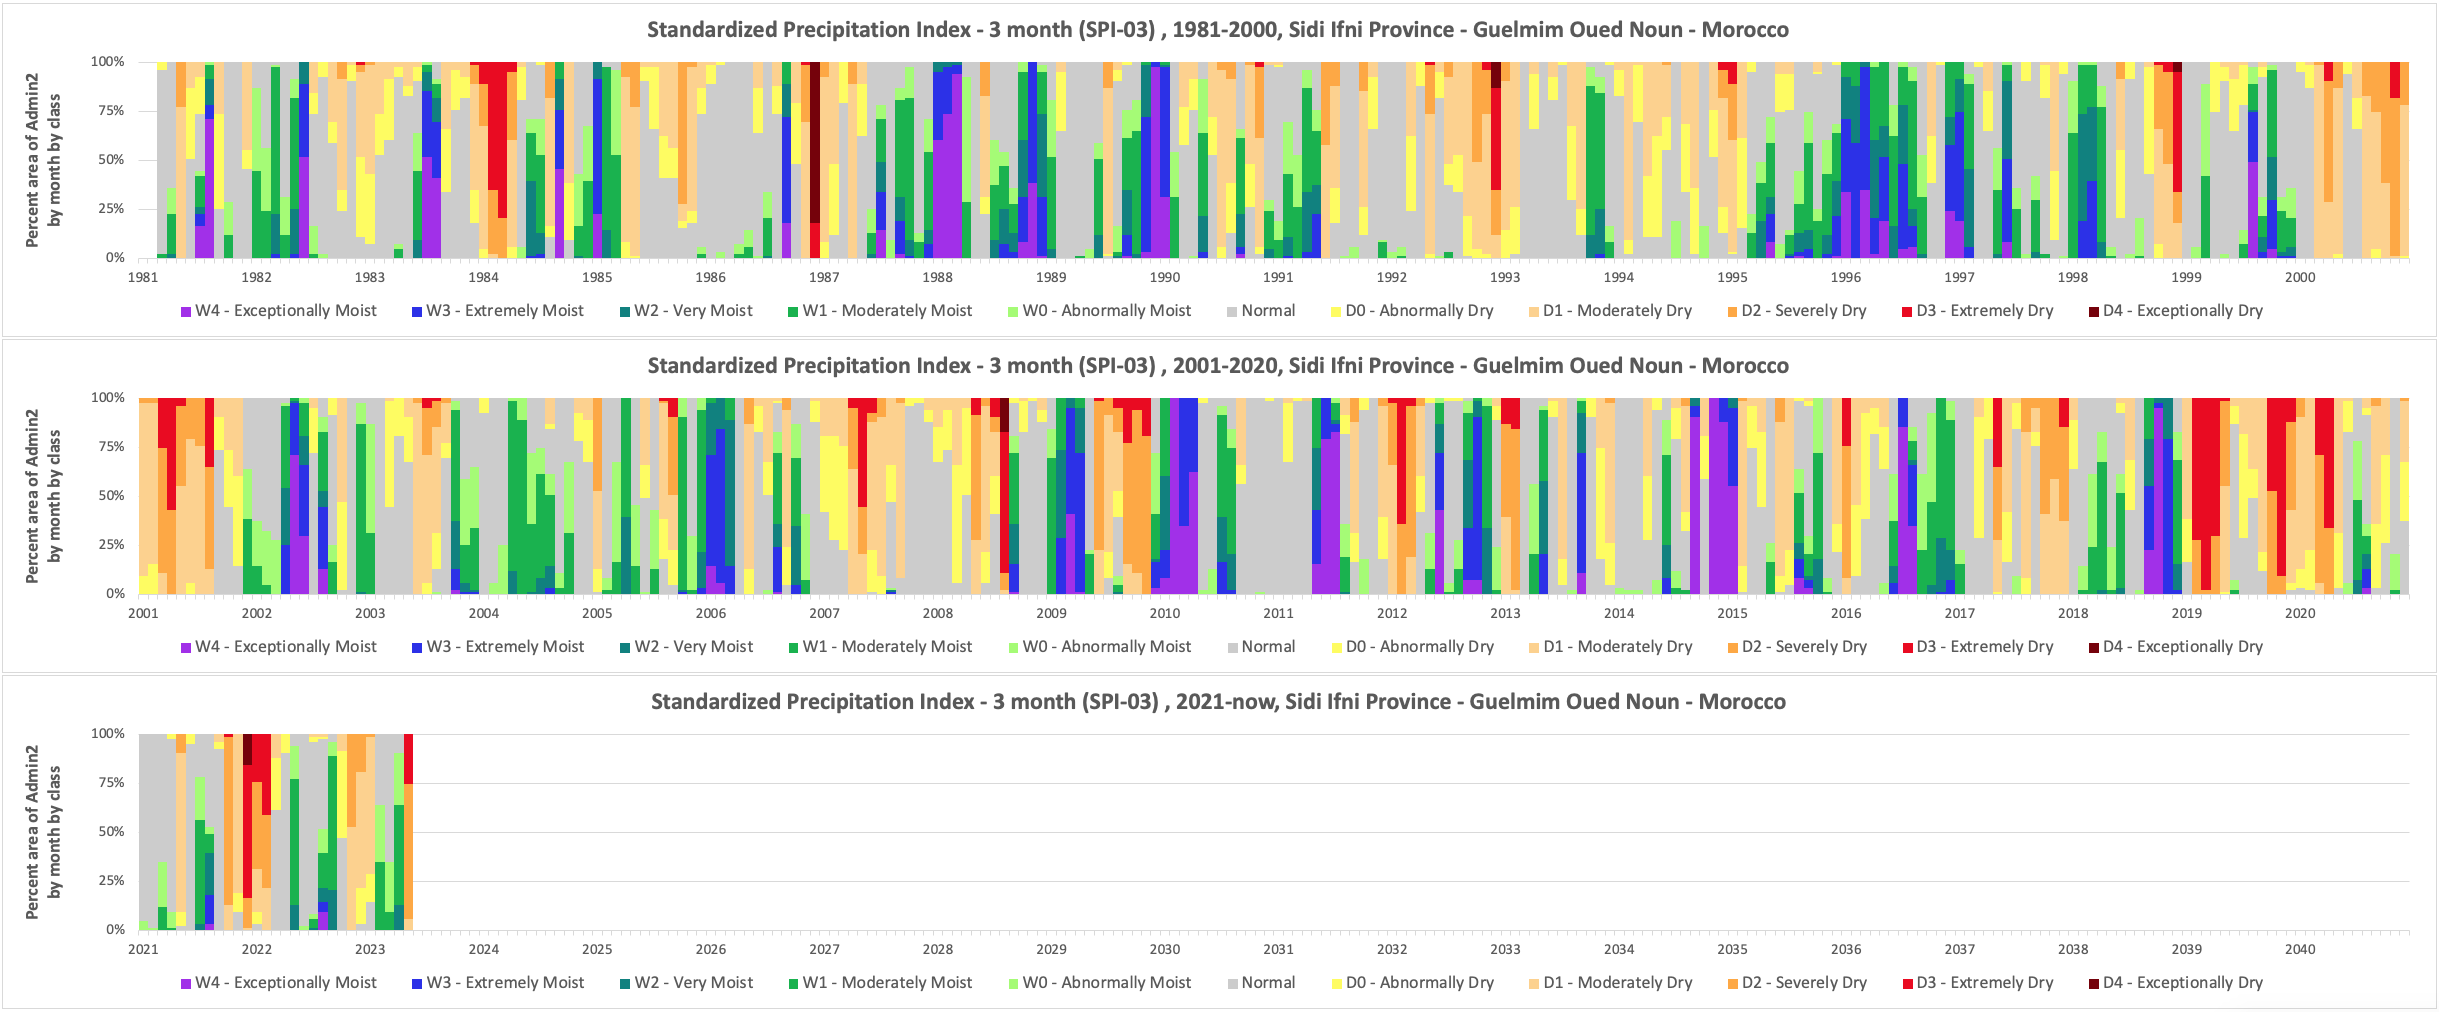 Standardized Precipitation Index - 3 month (SPI-03) , 1981-2000, Sidi Ifni Province - Guelmim Oued Noun - Morocco
Percent area of Admin2
by month by class
100%
75%
50%
25%
0%
1981 1982 1983 1984 1985 1986 1987 1988 1989 1990 1991 1992 1993 1994 1995 1996 1997 1998 1999 2000
W4 - Exceptionally Moist W3 - Extremely Moist W2 - Very Moist W1 - Moderately Moist W0 - Abnormally Moist Normal D0 - Abnormally Dry D1 - Moderately Dry D2 - Severely Dry D3 - Extremely Dry D4 - Exceptionally Dry
Standardized Precipitation Index - 3 month (SPI-03) , 2001-2020, Sidi Ifni Province - Guelmim Oued Noun - Morocco
Percent area of Admin2
by month by class
100%
75%
50%
25%
0%
2001 2002 2003 2004 2005 2006 2007 2008 2009 2010 2011 2012 2013 2014 2015 2016 2017 2018 2019 2020
W4 - Exceptionally Moist W3 - Extremely Moist W2 - Very Moist W1 - Moderately Moist W0 - Abnormally Moist Normal D0 - Abnormally Dry D1 - Moderately Dry D2 - Severely Dry D3 - Extremely Dry D4 - Exceptionally Dry
Standardized Precipitation Index - 3 month (SPI-03) , 2021-now, Sidi Ifni Province - Guelmim Oued Noun - Morocco
Percent area of Admin2
by month by class
100%
75%
50%
25%
0%
2021 2022 2023 2024 2025 2026 2027 2028 2029 2030 2031 2032 2033 2034 2035 2036 2037 2038 2039 2040
W4 - Exceptionally Moist W3 - Extremely Moist W2 - Very Moist W1 - Moderately Moist W0 - Abnormally Moist Normal D0 - Abnormally Dry D1 - Moderately Dry D2 - Severely Dry D3 - Extremely Dry D4 - Exceptionally Dry